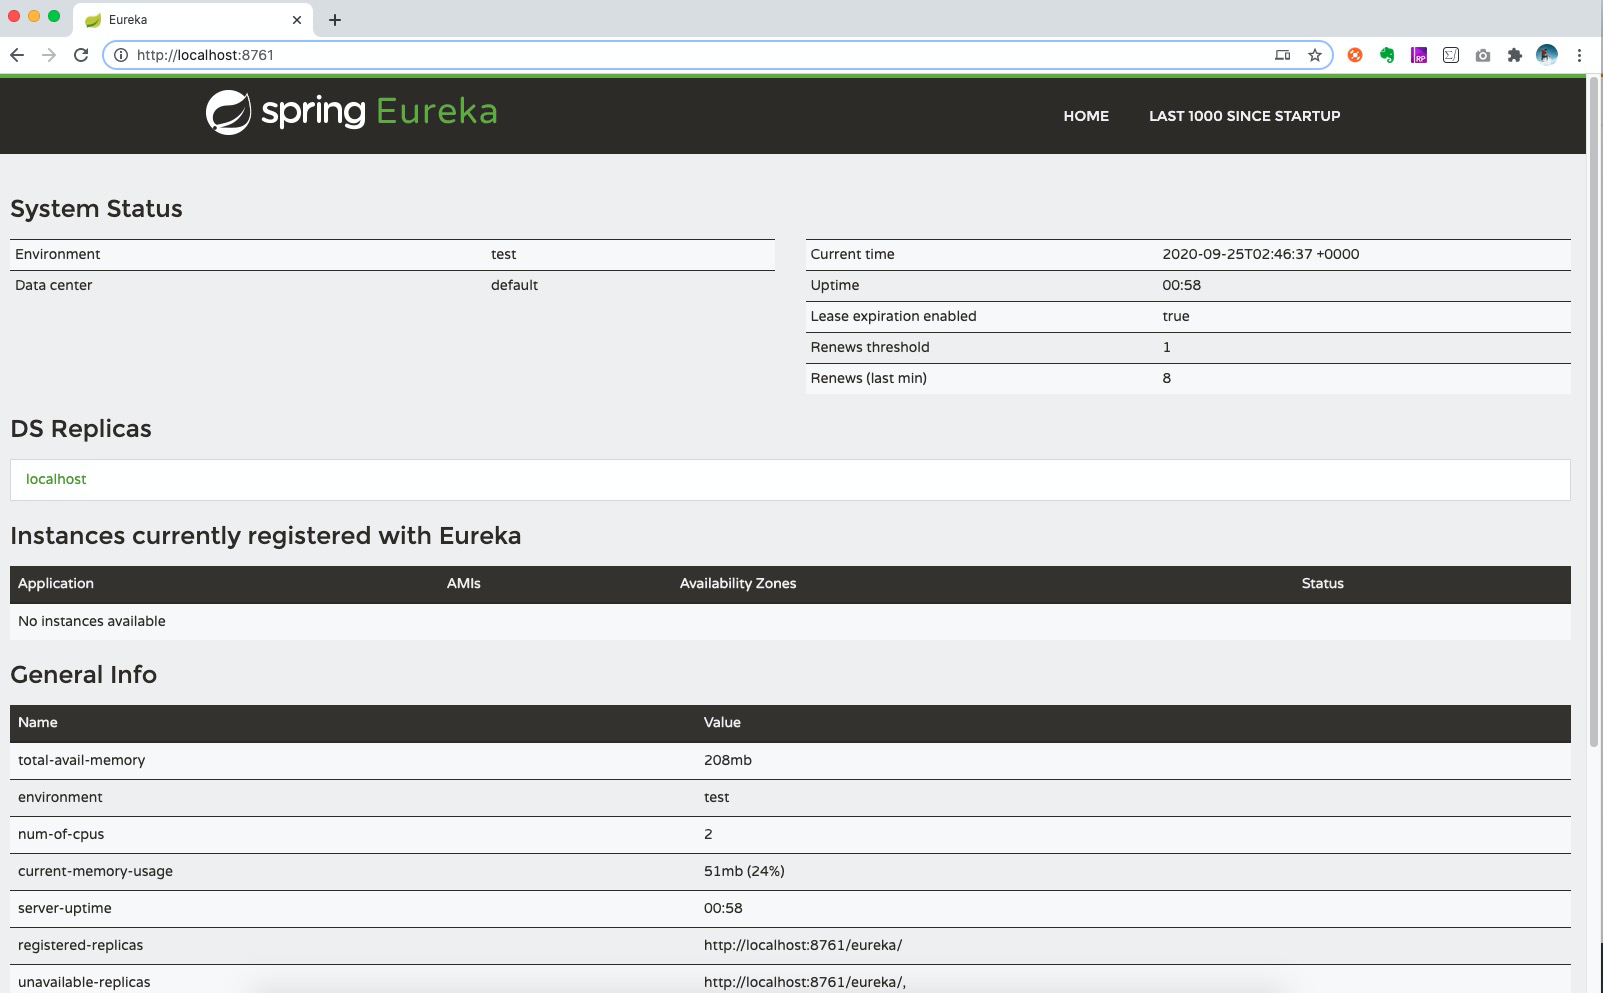 Eureka
http://localhost:8761
spring Eureka
HOME LAST 1000 SINCE STARTUP
System Status
Environment test
Data center default
Current time 2020-09-25T02:46:37 +0000
Uptime 00:58
Lease expiration enabled true
Renews threshold 1
Renews (last min) 8
DS Replicas
localhost
Instances currently registered with Eureka
Application AMIs Availability Zones Status
No instances available
General Info
Name Value
total-avail-memory 208mb
environment test
num-of-cpus 2
current-memory-usage 51mb (24%)
server-uptime 00:58
registered-replicas http://localhost:8761/eureka/
unavailable-replicas http://localhost:8761/eureka/,